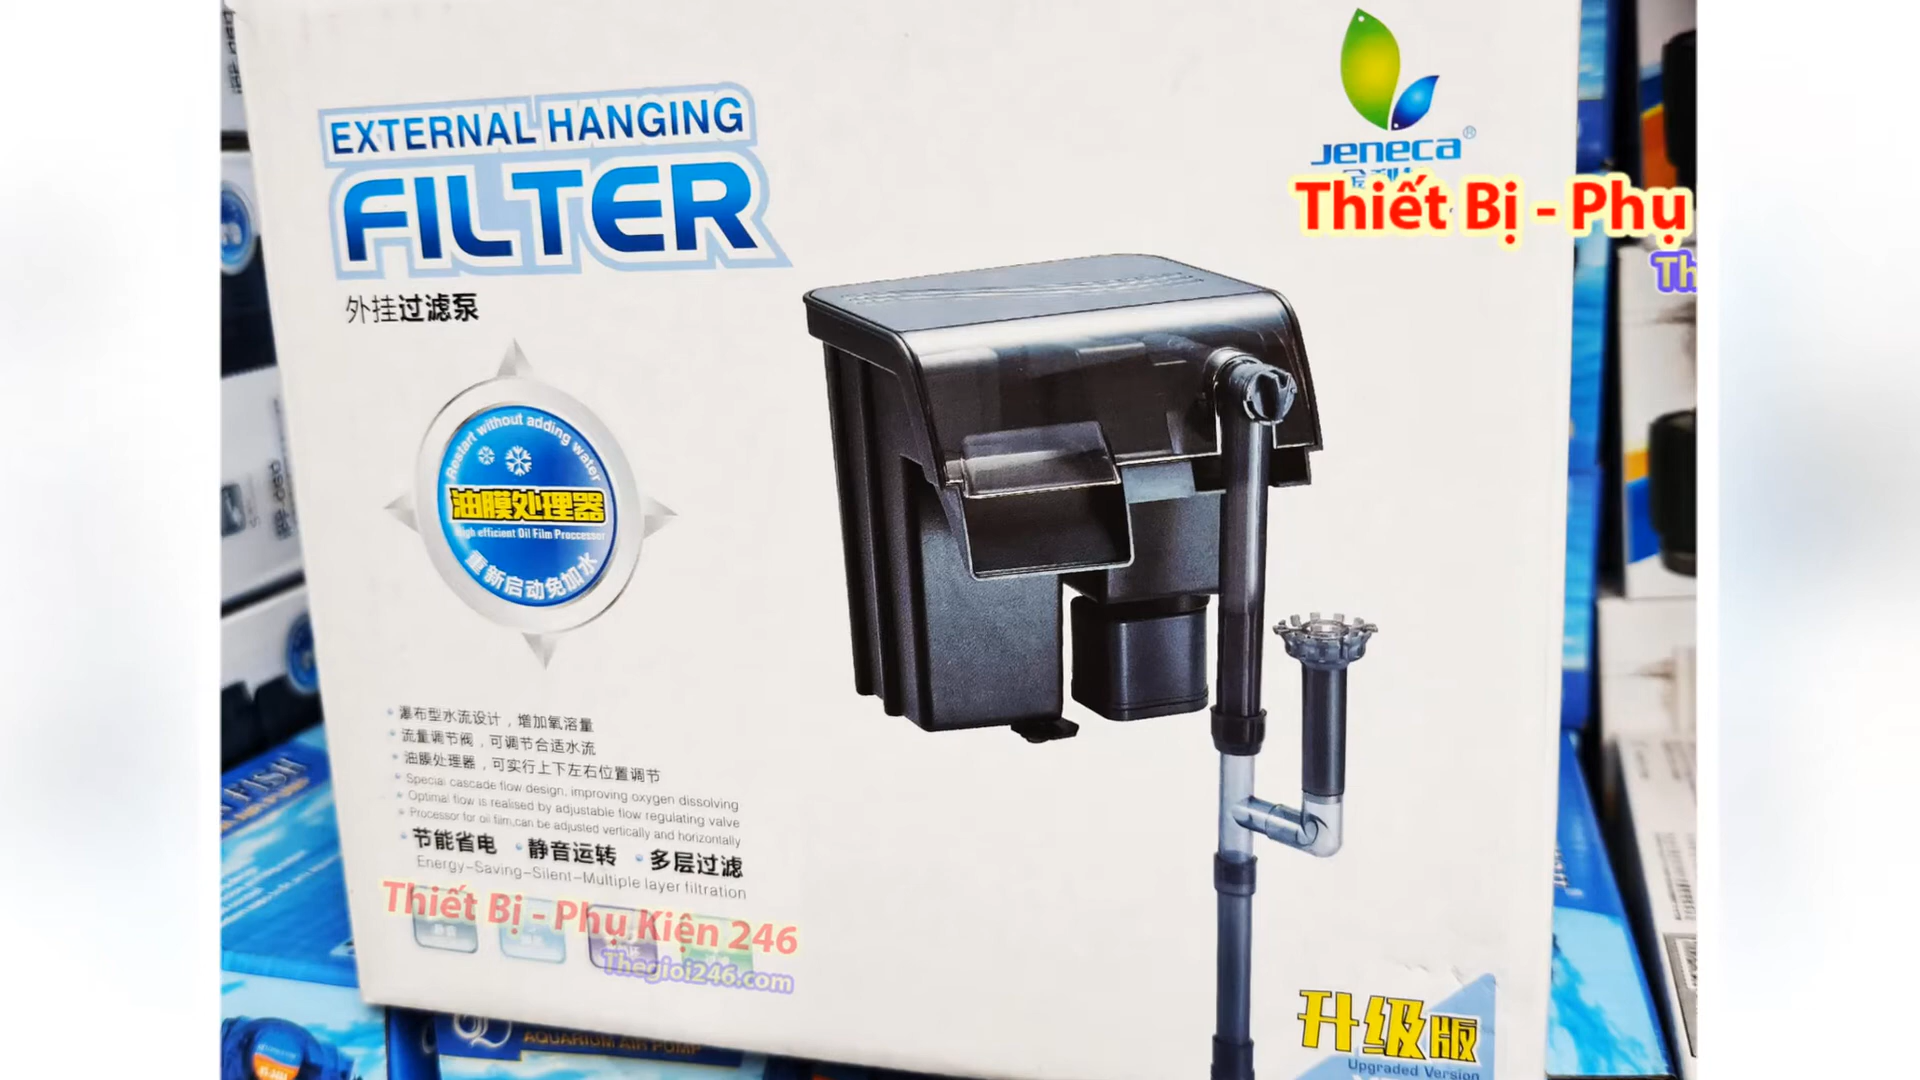 EXTERNAL HANGING
FILTER
外挂过滤泵
Jeneca®
Thiết Bị - Phụ
Th
Restart without adding water
油膜处理器
High efficient Oil Film Proccessor
重新启动免加水
瀑布型水流设计，增加氧溶量
流量调节阀，可调节合适水流
油膜处理器，可实行上下左右位置调节
Special cascade flow design, improving oxygen dissolving
Optimal flow is realised by adjustable flow regulating valve
Processor for oil film,can be adjusted vertically and horizontally
节能省电 静音运转 多层过滤
Energy-Saving-Silent-Multiple layer filtration
Thiết Bị - Phụ Kiện 246
Thegioi246.com
升级版
Upgraded Version
FISH
AQUARIUM AIR PUMP